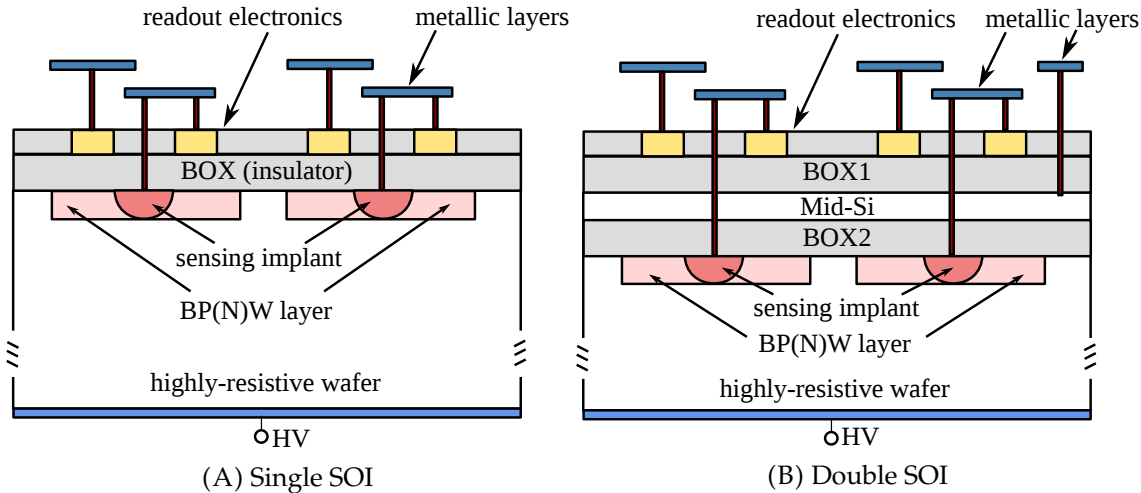 readout electronics
metallic layers
BOX (insulator)
sensing implant
BP(N)W layer
highly-resistive wafer
HV
(A) Single SOI
readout electronics
metallic layers
BOX1
Mid-Si
BOX2
sensing implant
BP(N)W layer
highly-resistive wafer
HV
(B) Double SOI